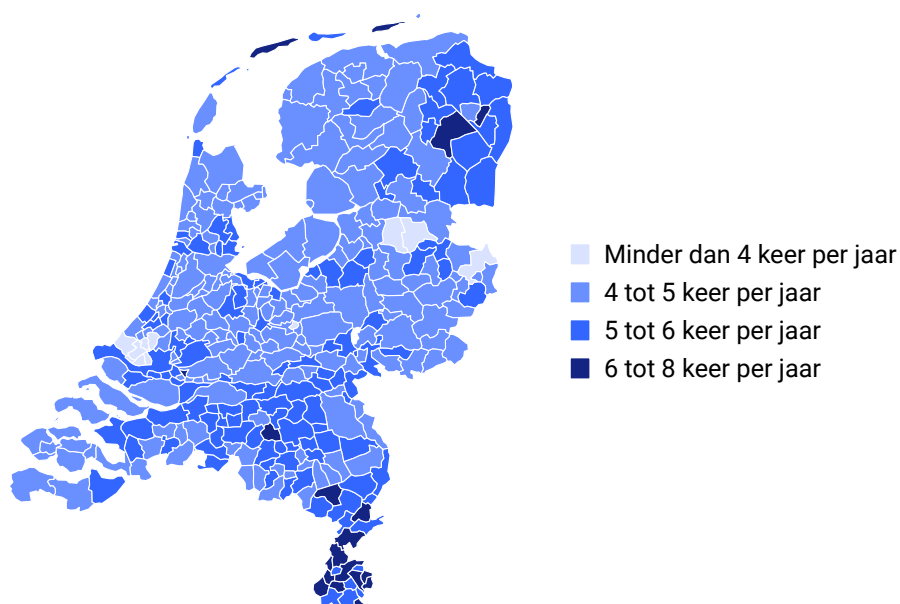 Minder dan 4 keer per jaar
4 tot 5 keer per jaar
5 tot 6 keer per jaar
6 tot 8 keer per jaar